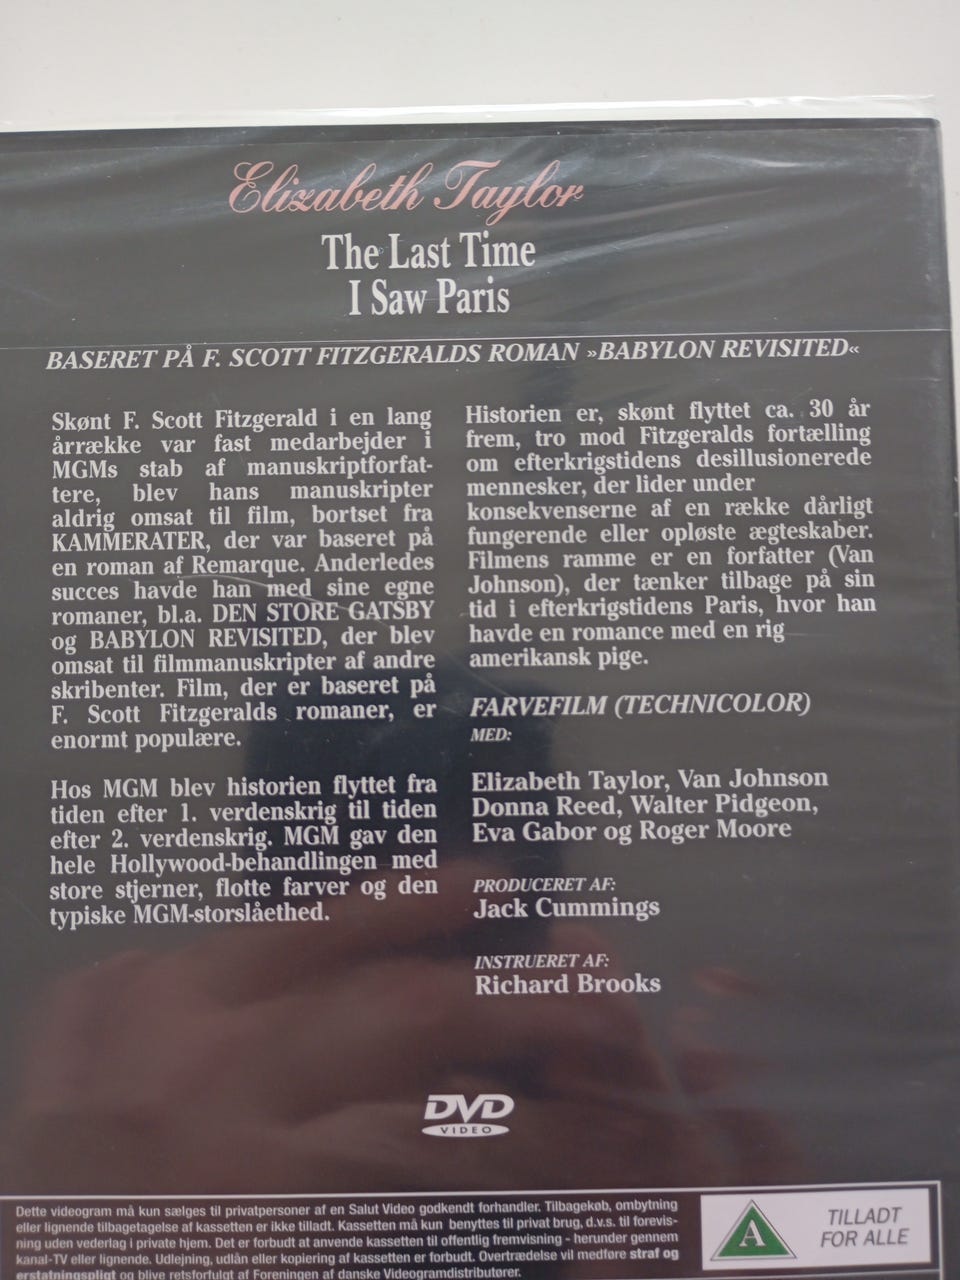 Elizabeth Taylor
The Last Time
I Saw Paris
BASERET PÅ F. SCOTT FITZGERALDS ROMAN »BABYLON REVISITED«
Skønt F. Scott Fitzgerald i en lang
årrække var fast medarbejder i
MGMs stab af manuskriptforfat-
tere, blev hans manuskripter
aldrig omsat til film, bortset fra
KAMMERATER, der var baseret på
en roman af Remarque. Anderledes
succes havde han med sine egne
romaner, bl.a. DEN STORE GATSBY
og BABYLON REVISITED, der blev
omsat til filmmanuskripter af andre
skribenter. Film, der er baseret på
F. Scott Fitzgeralds romaner, er
enormt populære.
Hos MGM blev historien flyttet fra
tiden efter 1. verdenskrig til tiden
efter 2. verdenskrig. MGM gav den
hele Hollywood-behandlingen med
store stjerner, flotte farver og den
typiske MGM-storslåethed.
Historien er, skønt flyttet ca. 30 år
frem, tro mod Fitzgeralds fortælling
om efterkrigstidens desillusionerede
mennesker, der lider under
konsekvenserne af en række dårligt
fungerende eller opløste ægteskaber.
Filmens ramme er en forfatter (Van
Johnson), der tænker tilbage på sin
tid i efterkrigstidens Paris, hvor han
havde en romance med en rig
amerikansk pige.
FARVEFILM (TECHNICOLOR)
MED:
Elizabeth Taylor, Van Johnson
Donna Reed, Walter Pidgeon,
Eva Gabor og Roger Moore
PRODUCERET AF:
Jack Cummings
INSTRUERET AF:
Richard Brooks
DVD
VIDEO
Dette videogram må kun sælges til privatpersoner af en Salut Video godkendt forhandler. Tilbagekøb, ombytning
eller lignende tilbagetagelse af kassetten er ikke tilladt. Kassetten må kun benyttes til privat brug, d.v.s. til forevis-
ning uden vederlag i private hjem. Det er forbudt at anvende kassetten til offentlig fremvisning - herunder gennem
kanal-TV eller lignende. Udlejning, udlån eller kopiering af kassetten er forbudt. Overtrædelse vil medføre straf og
erstatningspligt og blive retsforfulgt af Foreningen af danske Videogramdistributører.
A
TILLADT
FOR ALLE